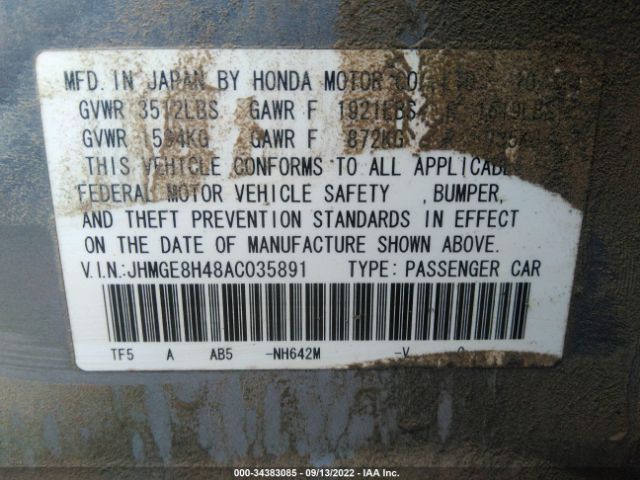 MFD. IN JAPAN BY HONDA MOTOR CO.,
GVWR 3512LBS GAWR F 1921LBS
GVWR GAWR F 872KG
THIS VEHICLE CONFORMS TO ALL APPLICABLE
FEDERAL MOTOR VEHICLE SAFETY , BUMPER,
AND THEFT PREVENTION STANDARDS IN EFFECT
ON THE DATE OF MANUFACTURE SHOWN ABOVE.
V.I.N.:JHMGE8H48AC035891 TYPE: PASSENGER CAR
TF5 A AB5 -NH642M -V
000-34383085 - 09/13/2022 - IAA Inc.